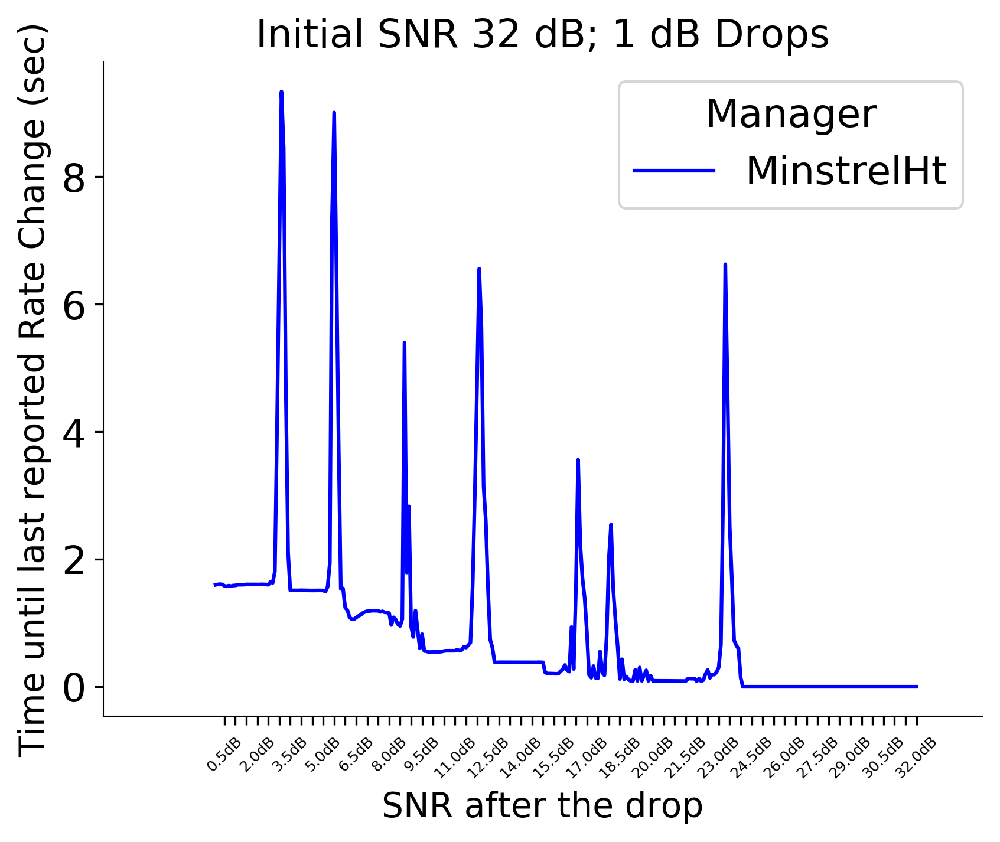 Initial SNR 32 dB; 1 dB Drops
Time until last reported Rate Change (sec)
Manager
MinstrelHt
8
6
4
2
0
0.5dB
2.0dB
3.5dB
5.0dB
6.5dB
8.0dB
9.5dB
11.0dB
12.5dB
14.0dB
15.5dB
17.0dB
18.5dB
20.0dB
21.5dB
23.0dB
24.5dB
26.0dB
27.5dB
29.0dB
30.5dB
32.0dB
SNR after the drop